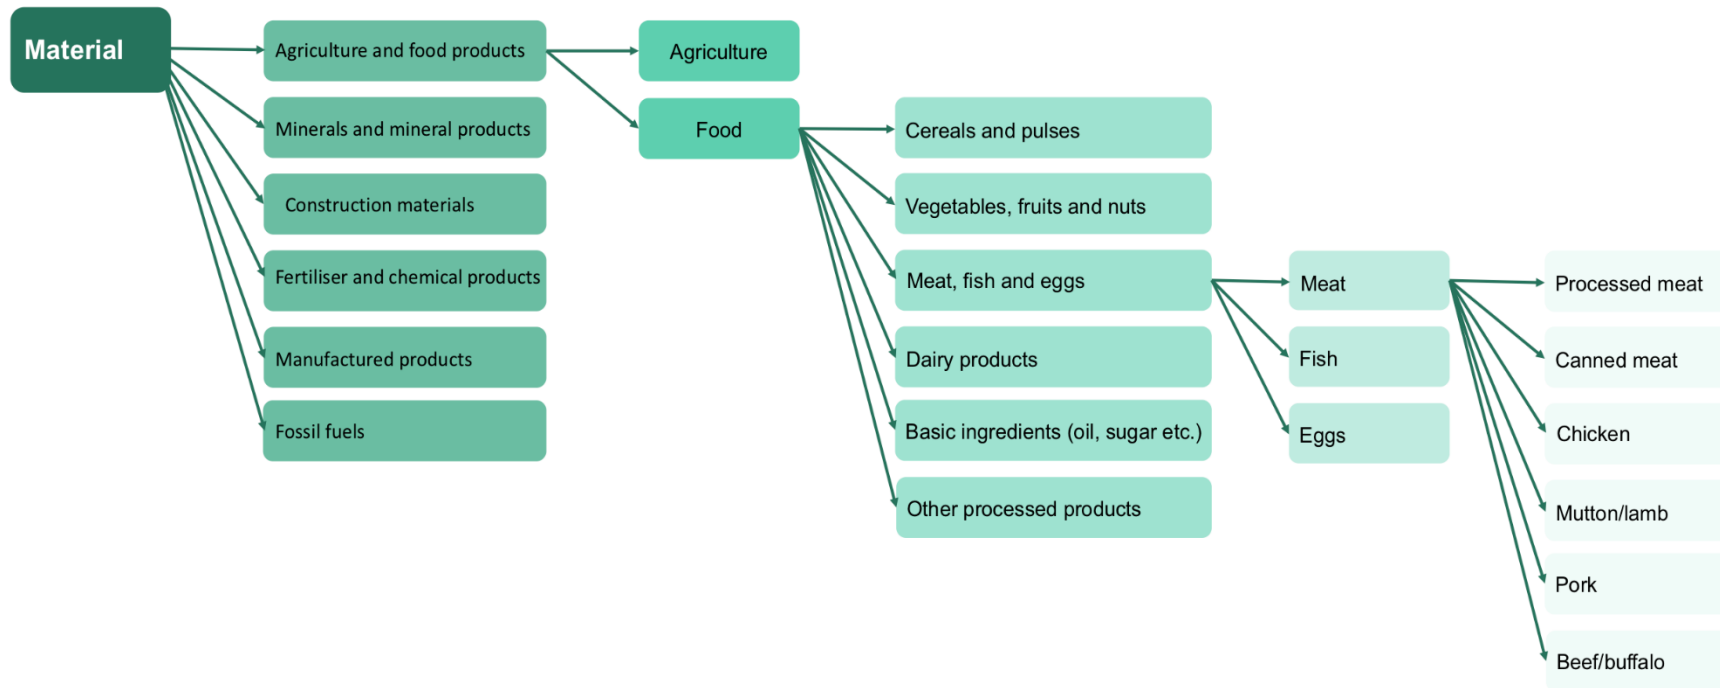 Material
Agriculture and food products
Minerals and mineral products
Construction materials
Fertiliser and chemical products
Manufactured products
Fossil fuels
Agriculture
Food
Cereals and pulses
Vegetables, fruits and nuts
Meat, fish and eggs
Dairy products
Basic ingredients (oil, sugar etc.)
Other processed products
Meat
Fish
Eggs
Processed meat
Canned meat
Chicken
Mutton/lamb
Pork
Beef/buffalo